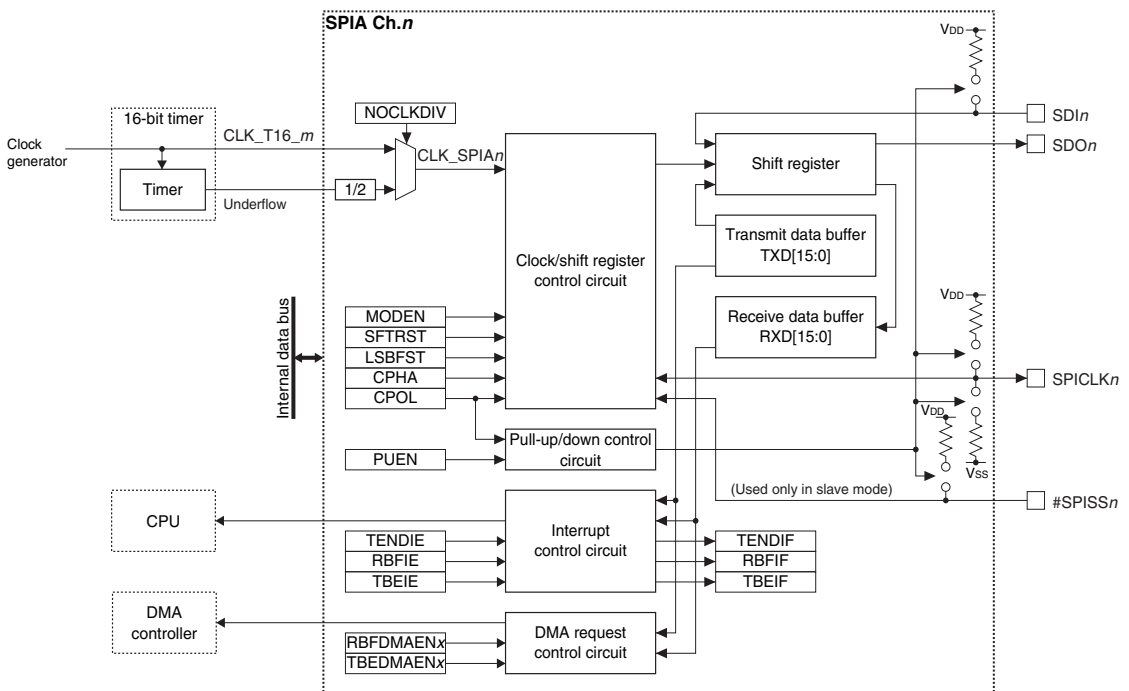 SPIA Ch.n
VDD
NOCLKDIV
16-bit timer
Clock
generator
CLK_T16_m
CLK_SPIAn
Timer
1/2
Underflow
Shift register
SDIn
SDOn
Transmit data buffer
TXD[15:0]
Clock/shift register
control circuit
Receive data buffer
RXD[15:0]
VDD
Internal data bus
MODEN
SFTRST
LSBFST
CPHA
CPOL
SPICLKn
VDD
PUEN
Pull-up/down control
circuit
VSS
(Used only in slave mode)
#SPISSn
CPU
TENDIE
RBFIE
TBEIE
Interrupt
control circuit
TENDIF
RBFIF
TBEIF
DMA
controller
RBFDMAENx
TBEDMAENx
DMA request
control circuit